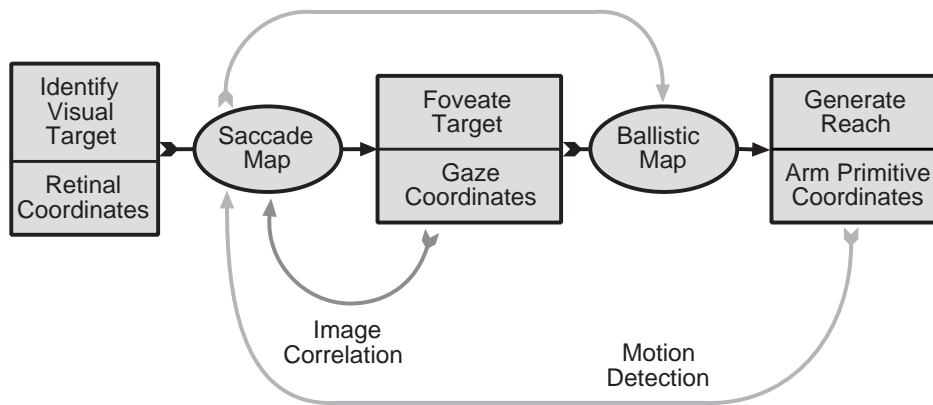 Identify
Visual
Target
Retinal
Coordinates
Saccade
Map
Foveate
Target
Gaze
Coordinates
Ballistic
Map
Generate
Reach
Arm Primitive
Coordinates
Image
Correlation
Motion
Detection